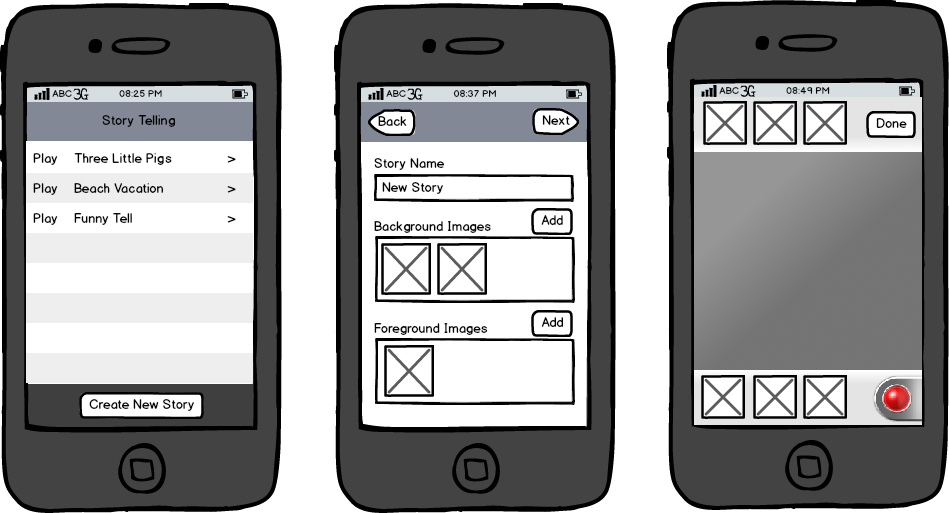 ABC 3G 08:25 PM
Story Telling
Play Three Little Pigs >
Play Beach Vacation >
Play Funny Tell >
Create New Story
ABC 3G 08:37 PM
Back Next
Story Name
New Story
Background Images Add
Foreground Images Add
ABC 3G 08:49 PM
Done